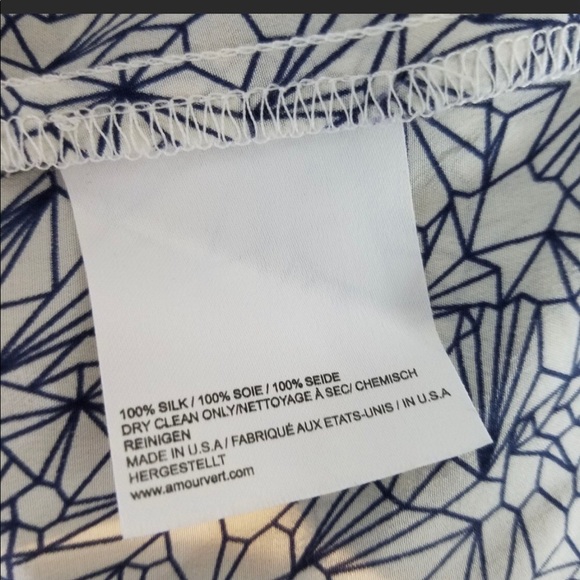 100% SILK / 100% SOIE / 100% SEIDE
DRY CLEAN ONLY/NETTOYAGE À SEC/ CHEMISCH
REINIGEN
MADE IN U.S.A / FABRIQUÉ AUX ETATS-UNIS / IN U.S.A
HERGESTELLT
www.amourvert.com